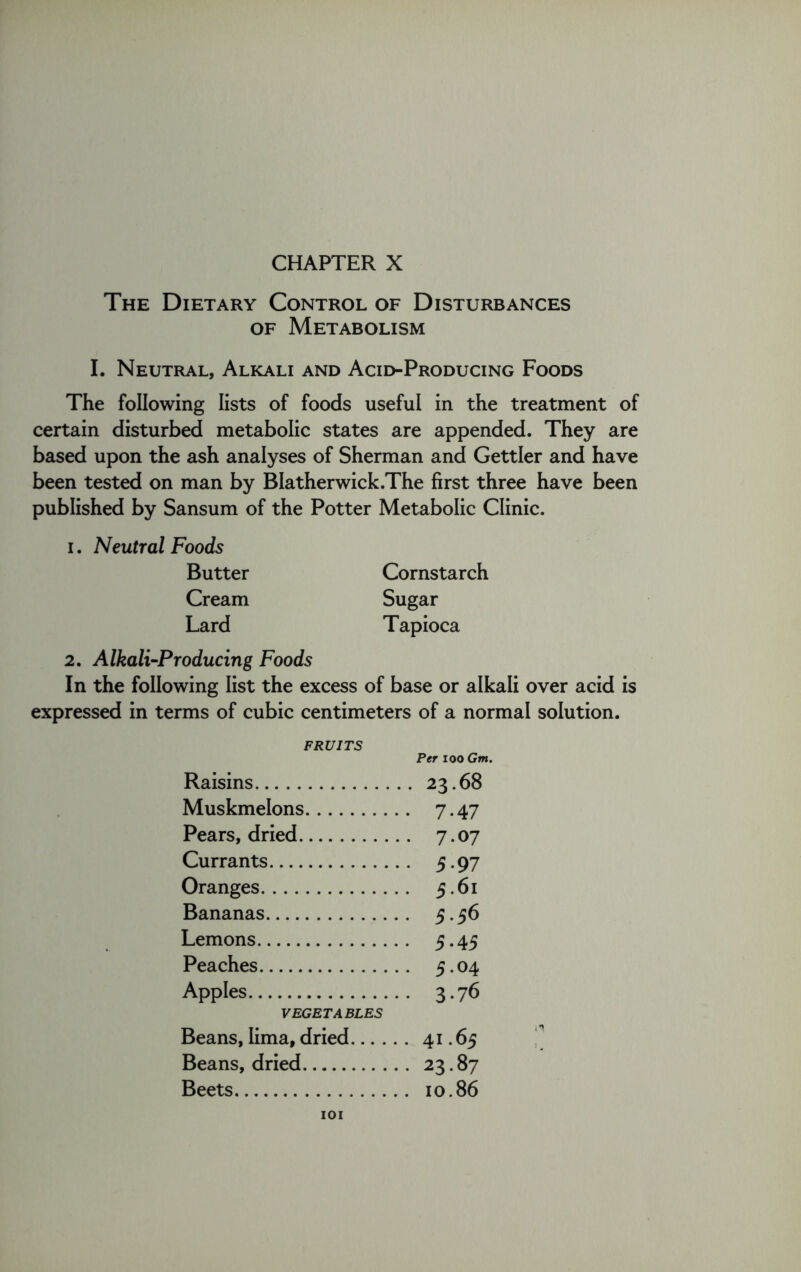 CHAPTER X
The Dietary Control of Disturbances
of Metabolism
I. Neutral, Alkali and Acid-Producing Foods
The following lists of foods useful in the treatment of
certain disturbed metabolic states are appended. They are
based upon the ash analyses of Sherman and Gettler and have
been tested on man by Blatherwick.The first three have been
published by Sansum of the Potter Metabolic Clinic.
1. Neutral Foods
Butter Cornstarch
Cream Sugar
Lard Tapioca
2. Alkali-Producing Foods
In the following list the excess of base or alkali over acid is
expressed in terms of cubic centimeters of a normal solution.
FRUITS
Per 100 Gm.
Raisins................ 23.68
Muskmelons........... 7.47
Pears, dried............ 7.07
Currants............... 5.97
Oranges............... 5.61
Bananas............... 5.56
Lemons................ 5.45
Peaches................ 5.04
Apples................. 3.76
VEGETABLES
Beans, lima, dried...... 41.65
Beans, dried........... 23.87
Beets.................. 10.86
101